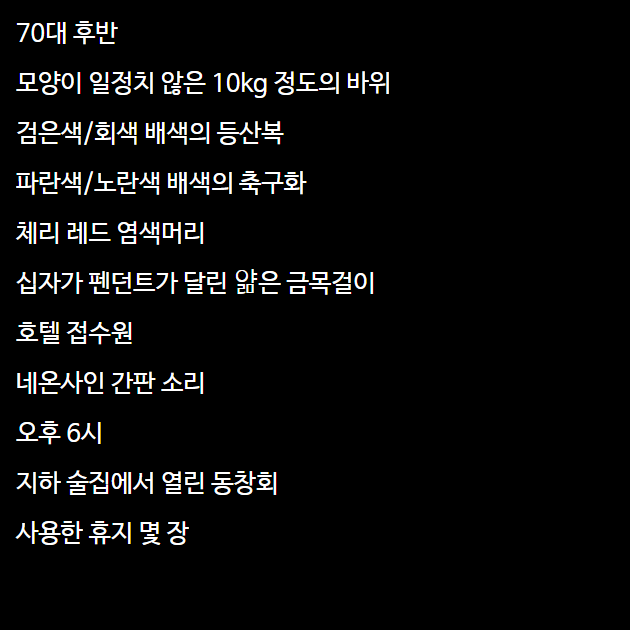 70대 후반
모양이 일정치 않은 10kg 정도의 바위
검은색/회색 배색의 등산복
파란색/노란색 배색의 축구화
체리 레드 염색머리
십자가 펜던트가 달린 얇은 금목걸이
호텔 접수원
네온사인 간판 소리
오후 6시
지하 술집에서 열린 동창회
사용한 휴지 몇 장